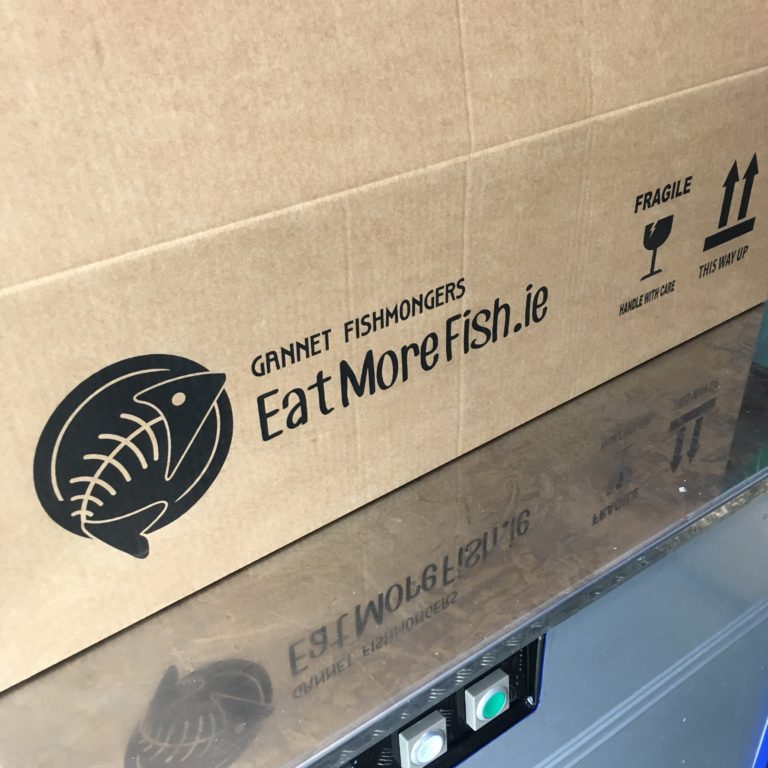 GANNET FISHMONGERS
EatMoreFish.ie
FRAGILE
HANDLE WITH CARE
THIS WAY UP